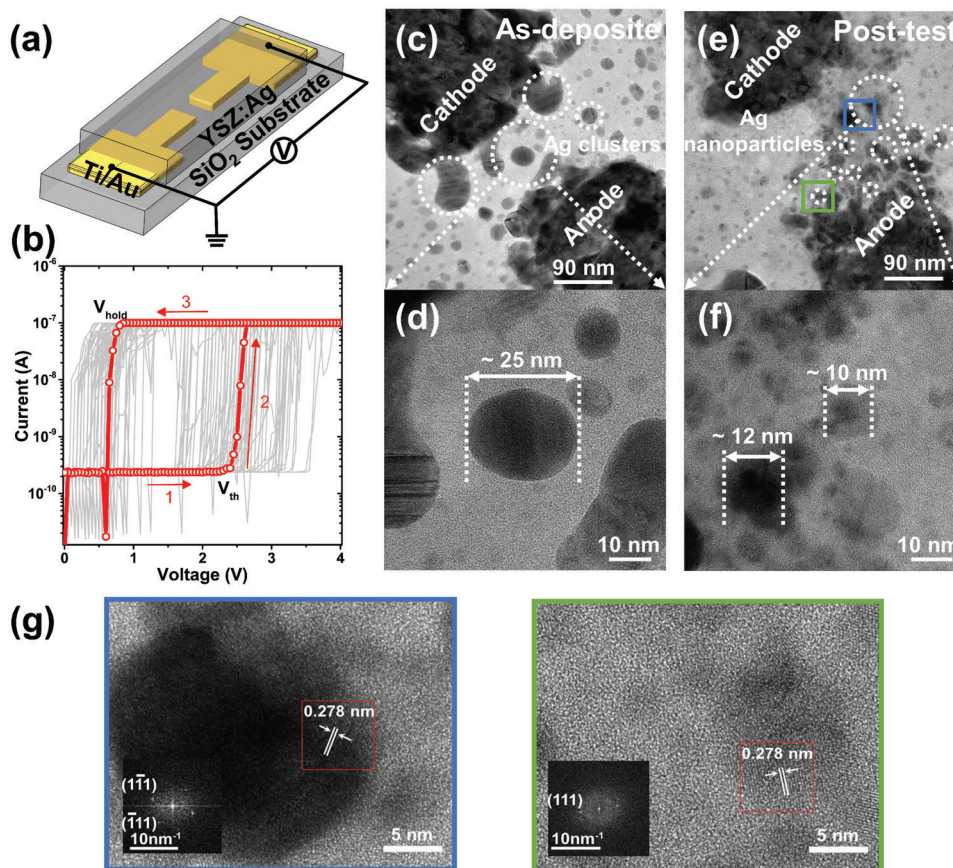 (a)
YSZ:Ag
SiO₂ Substrate
Ti/Au
V
(b)
10⁻⁶
10⁻⁷
10⁻⁸
10⁻⁹
10⁻¹⁰
Current (A)
V_hold
3
2
1
V_th
0
1
2
3
4
Voltage (V)
(c)
As-deposite
Cathode
Ag clusters
Anode
90 nm
(d)
~ 25 nm
10 nm
(e)
Post-test
Cathode
Ag
nanoparticles
Anode
90 nm
(f)
~ 10 nm
~ 12 nm
10 nm
(g)
0.278 nm
(11̄1)
(1̄11)
10nm⁻¹
5 nm
0.278 nm
(111)
10nm⁻¹
5 nm